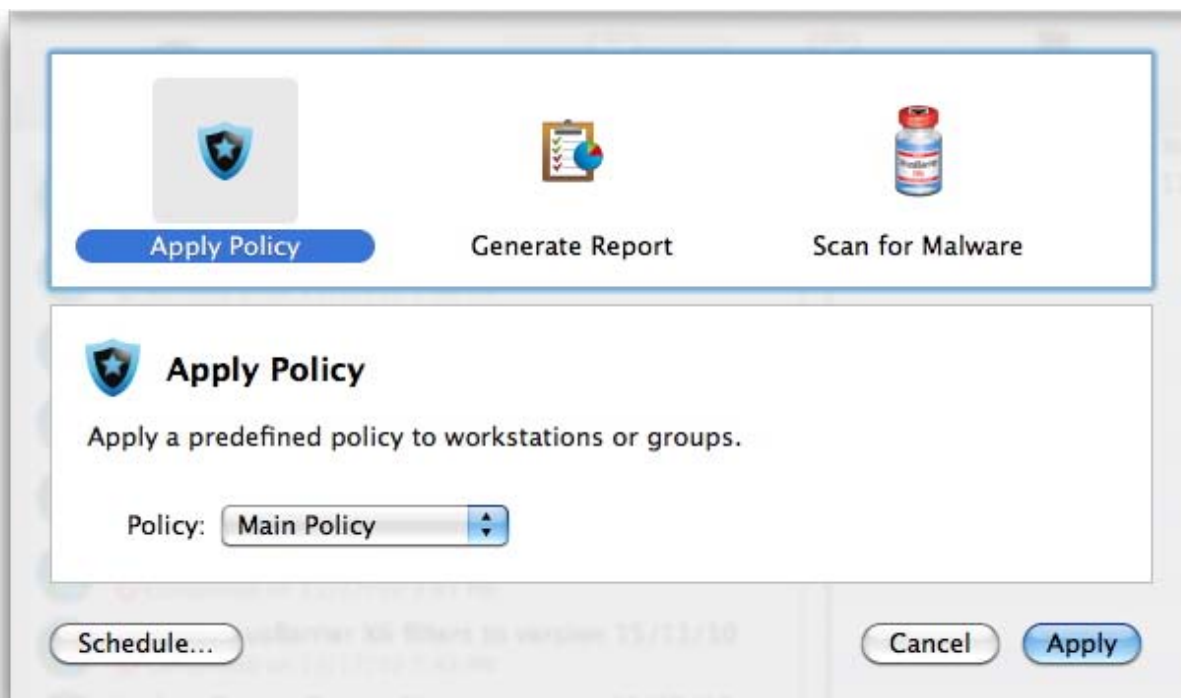 Apply Policy
Generate Report
Scan for Malware
Apply Policy
Apply a predefined policy to workstations or groups.
Policy: Main Policy
Schedule...
Cancel
Apply